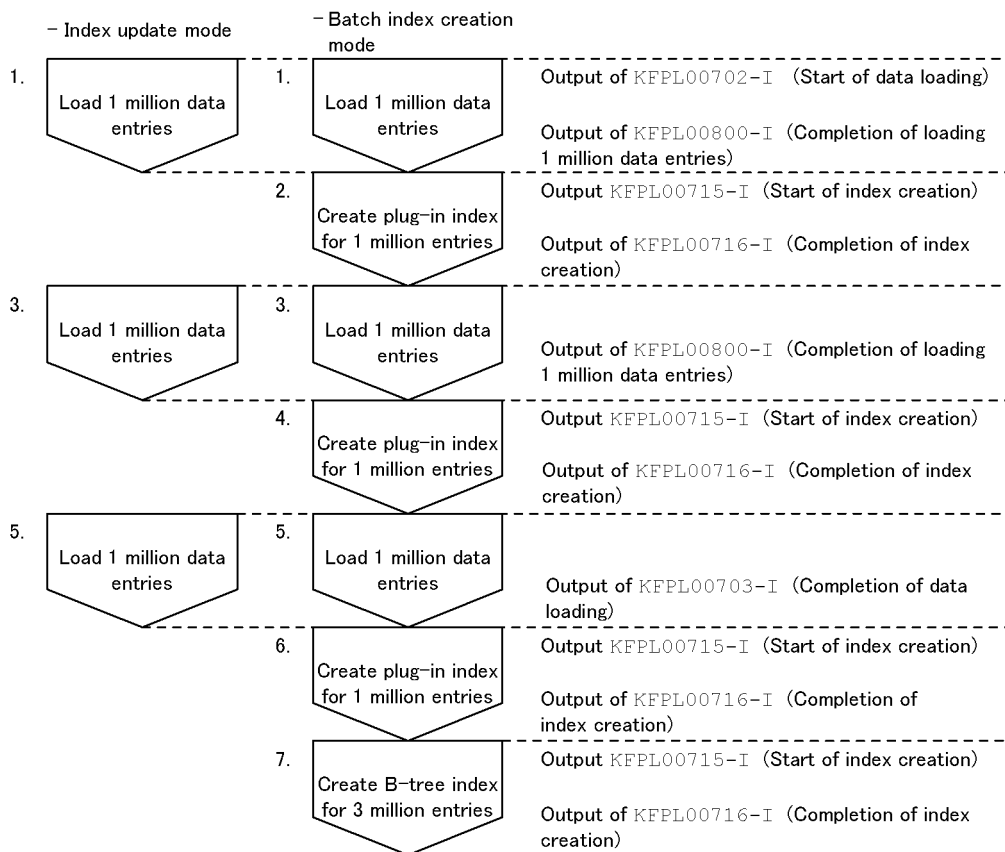 - Index update mode
- Batch index creation
mode
1.
Load 1 million data
entries
1.
Load 1 million data
entries
Output of KFPL00702-I (Start of data loading)
Output of KFPL00800-I (Completion of loading
1 million data entries)
2.
Create plug-in index
for 1 million entries
Output KFPL00715-I (Start of index creation)
Output of KFPL00716-I (Completion of index
creation)
3.
Load 1 million data
entries
3.
Load 1 million data
entries
Output of KFPL00800-I (Completion of loading
1 million data entries)
4.
Create plug-in index
for 1 million entries
Output KFPL00715-I (Start of index creation)
Output of KFPL00716-I (Completion of index
creation)
5.
Load 1 million data
entries
5.
Load 1 million data
entries
Output of KFPL00703-I (Completion of data
loading)
6.
Create plug-in index
for 1 million entries
Output KFPL00715-I (Start of index creation)
Output of KFPL00716-I (Completion of
index creation)
7.
Create B-tree index
for 3 million entries
Output KFPL00715-I (Start of index creation)
Output of KFPL00716-I (Completion of index
creation)